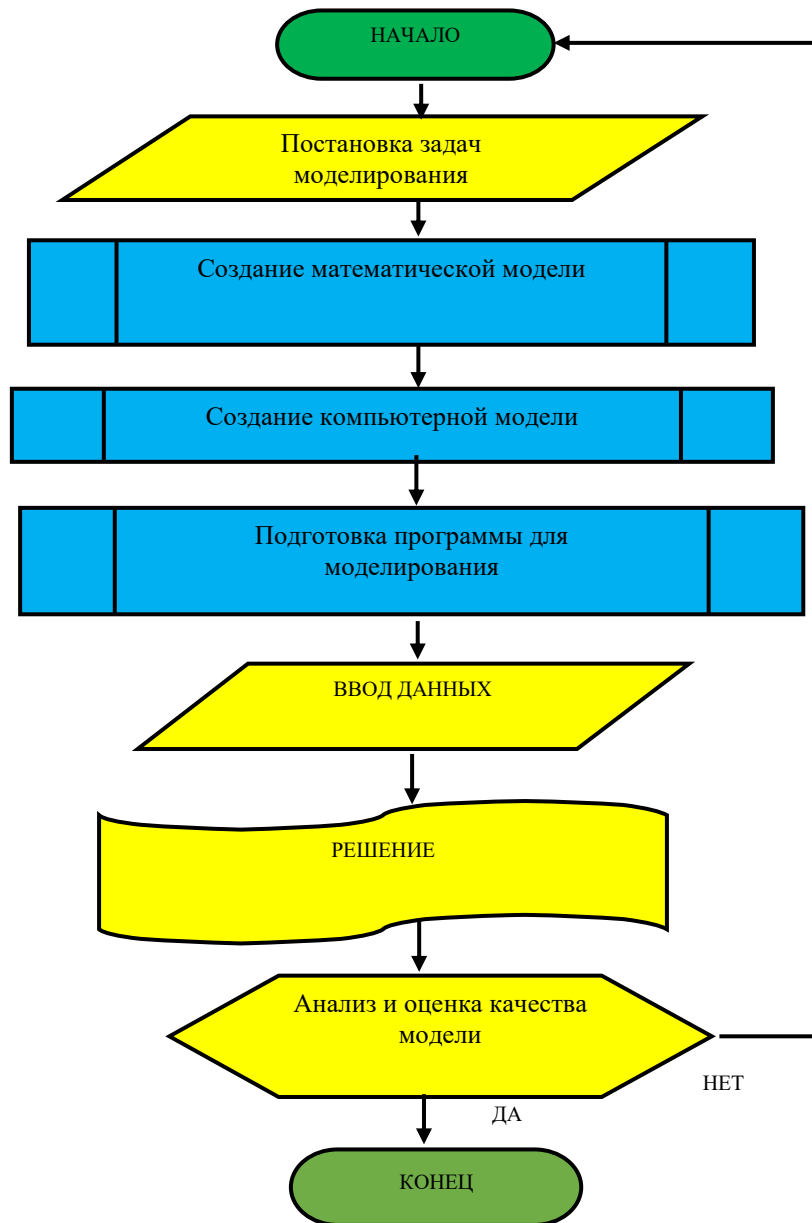 НАЧАЛО
Постановка задач
моделирования
Создание математической модели
Создание компьютерной модели
Подготовка программы для
моделирования
ВВОД ДАННЫХ
РЕШЕНИЕ
Анализ и оценка качества
модели
НЕТ
ДА
КОНЕЦ